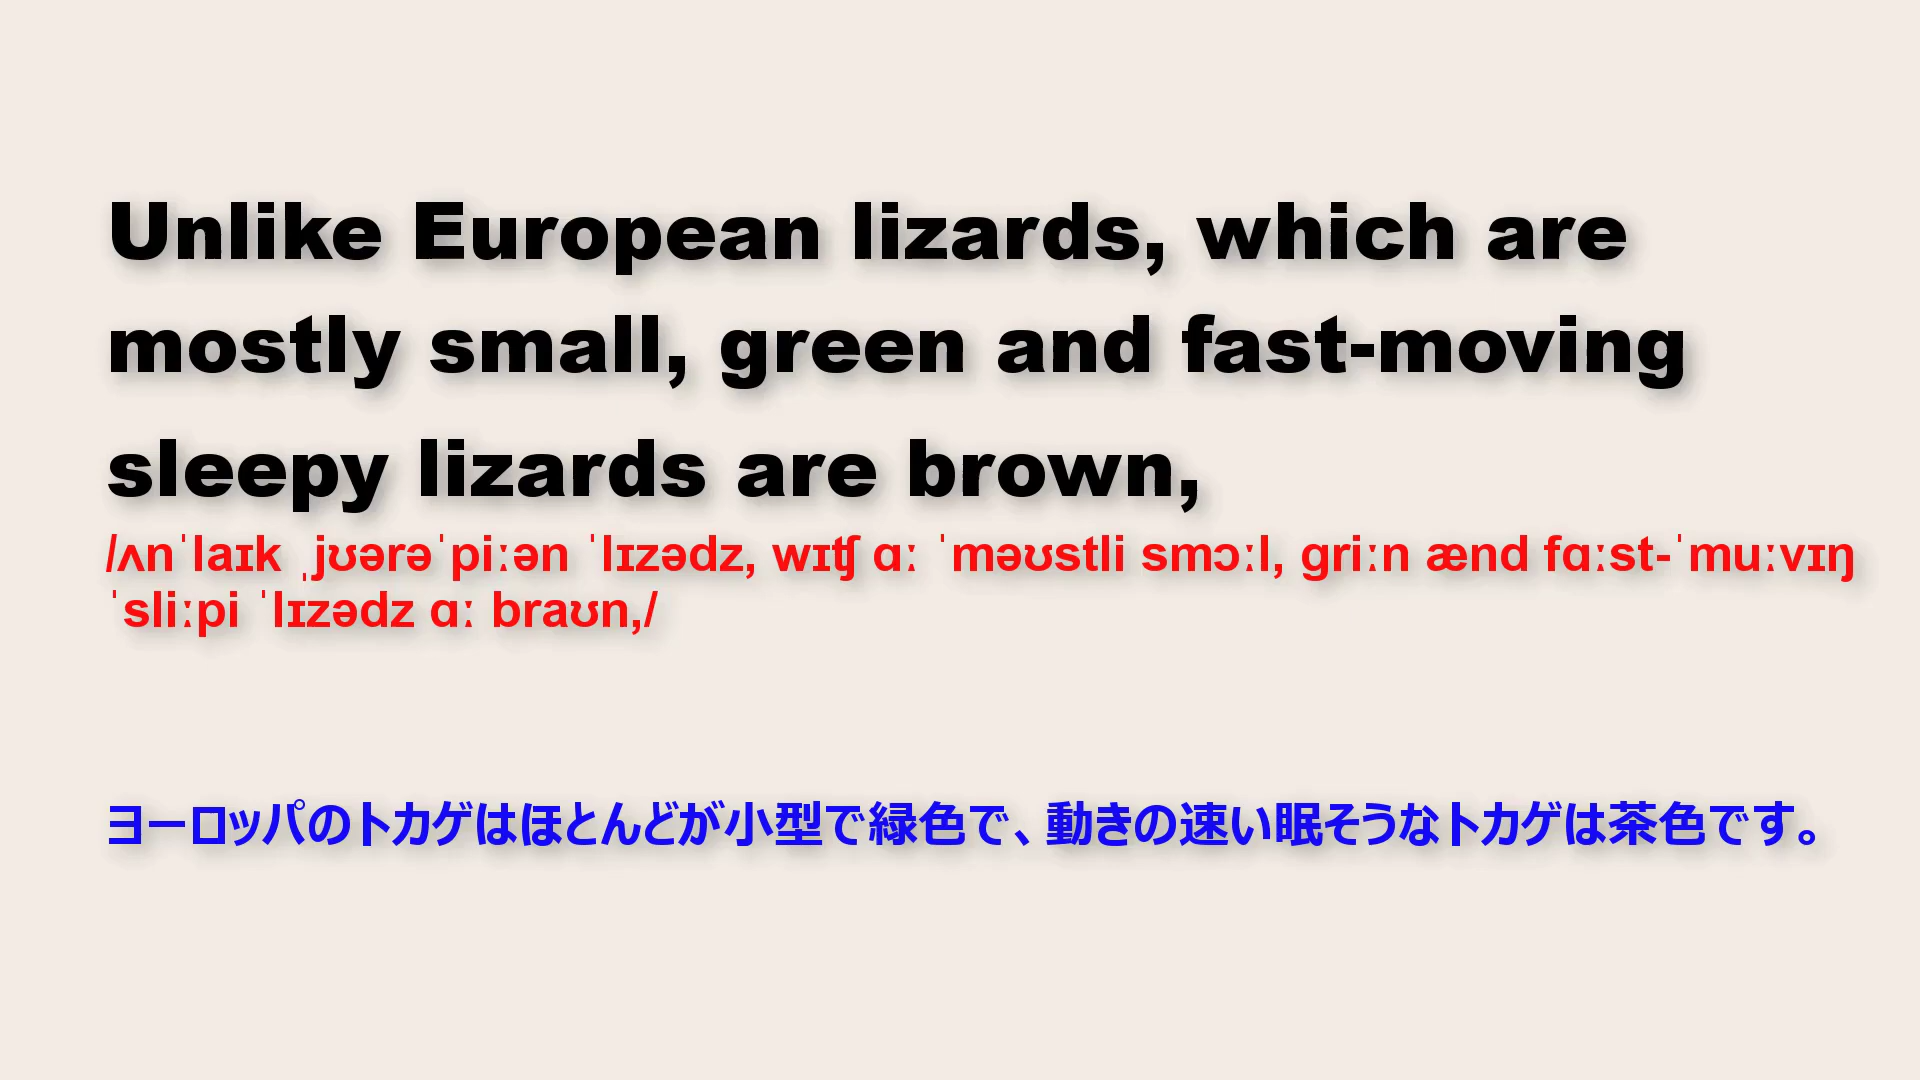 Unlike European lizards, which are
mostly small, green and fast-moving
sleepy lizards are brown,
/ʌnˈlaɪk ˌjʊərəˈpiːən ˈlɪzədz, wɪʧ ɑː ˈməʊstli smɔːl, ɡriːn ænd fɑːst-ˈmuːvɪŋ
ˈsliːpi ˈlɪzədz ɑː braʊn,/
ヨーロッパのトカゲはほとんどが小型で緑色で、動きの速い眠そうなトカゲは茶色です。